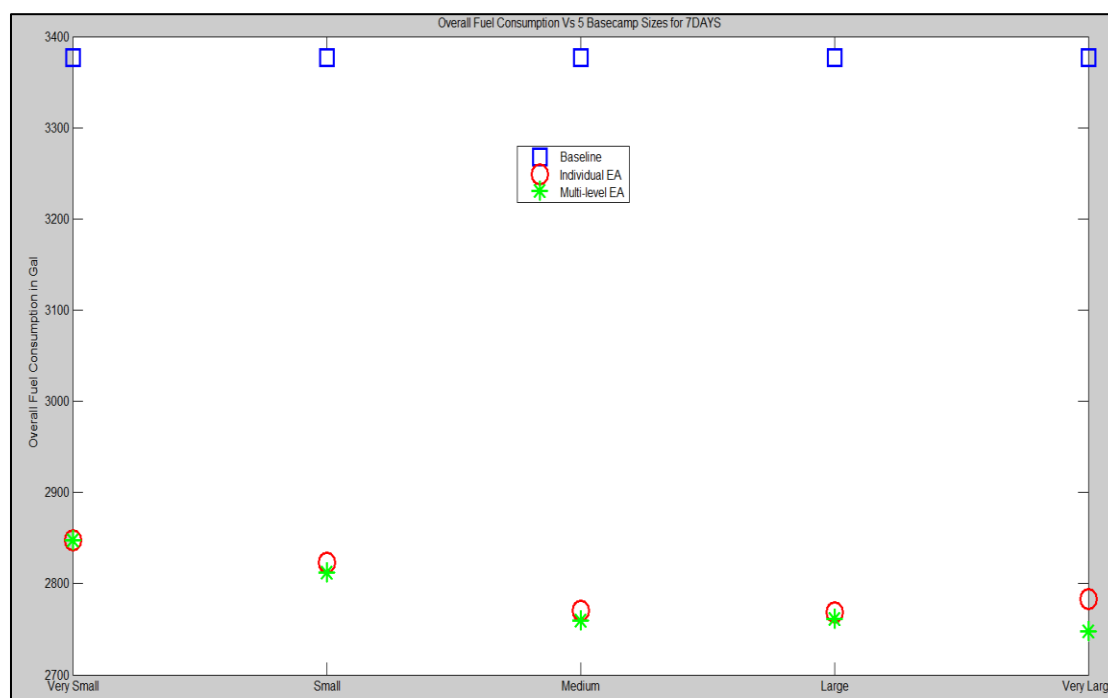 Overall Fuel Consumption Vs 5 Basecamp Sizes for 7DAYS
3400
3300
3200
3100
3000
2900
2800
2700
Overall Fuel Consumption in Gal
Baseline
Individual EA
Multi-level EA
Very Small
Small
Medium
Large
Very Larg